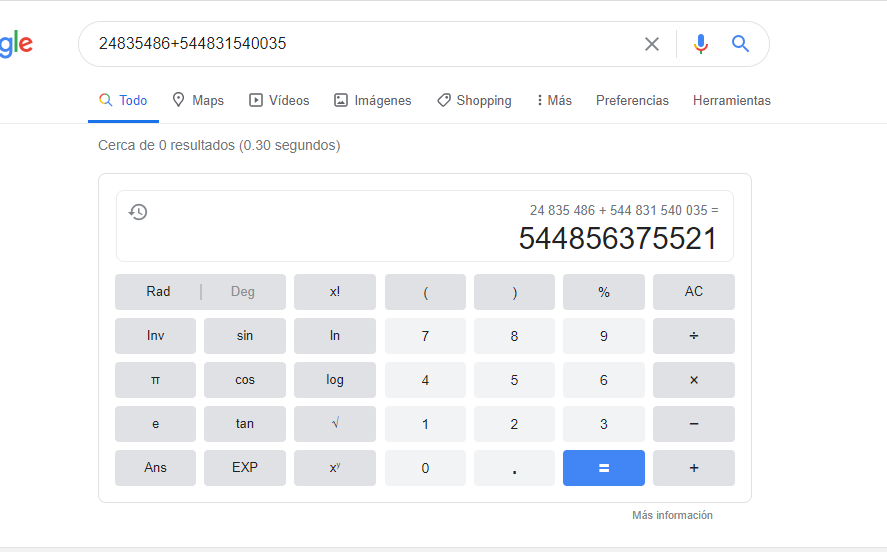 gle 24835486+544831540035
Todo Maps Vídeos Imágenes Shopping Más Preferencias Herramientas
Cerca de 0 resultados (0.30 segundos)
24 835 486 + 544 831 540 035 =
544856375521
Rad | Deg x! ( ) % AC
Inv sin ln 7 8 9 ÷
π cos log 4 5 6 ×
e tan √ 1 2 3 −
Ans EXP xʸ 0 . = +
Más información